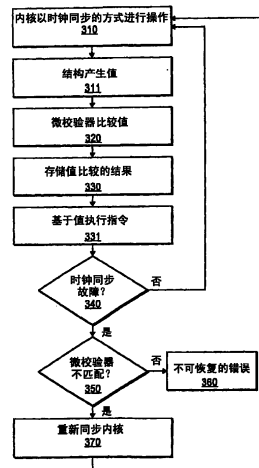 内核以时钟同步的方式进行操作
310
结构产生值
311
微校验器比较值
320
存储值比较的结果
330
基于值执行指令
331
时钟同步
故障?
340
否
是
微校验器
不匹配?
350
否
不可恢复的错误
360
是
重新同步内核
370